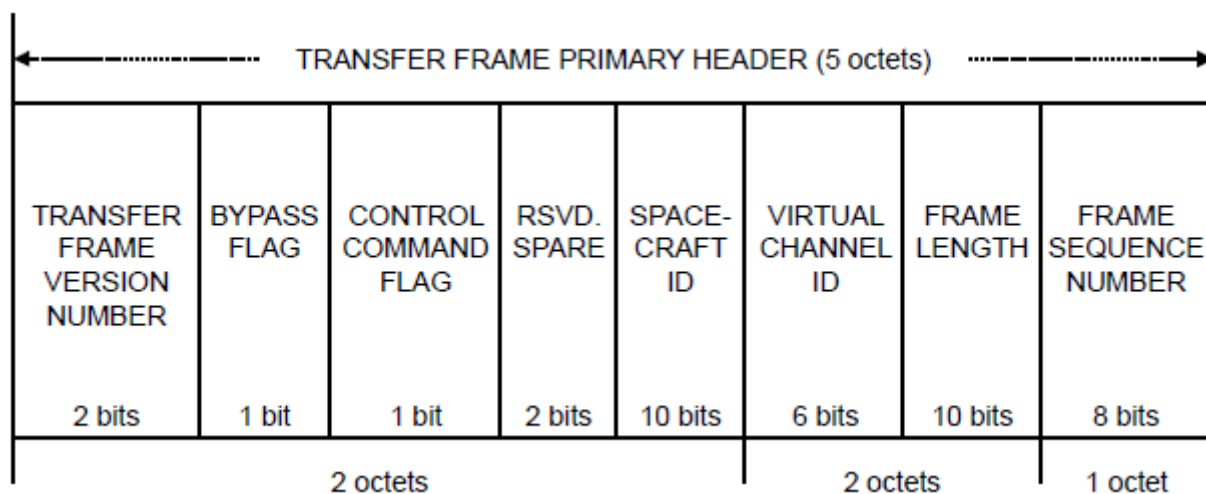 TRANSFER FRAME PRIMARY HEADER (5 octets)
TRANSFER
FRAME
VERSION
NUMBER
2 bits
BYPASS
FLAG
1 bit
CONTROL
COMMAND
FLAG
1 bit
RSVD.
SPARE
2 bits
SPACE-
CRAFT
ID
10 bits
VIRTUAL
CHANNEL
ID
6 bits
FRAME
LENGTH
10 bits
FRAME
SEQUENCE
NUMBER
8 bits
2 octets
2 octets
1 octet